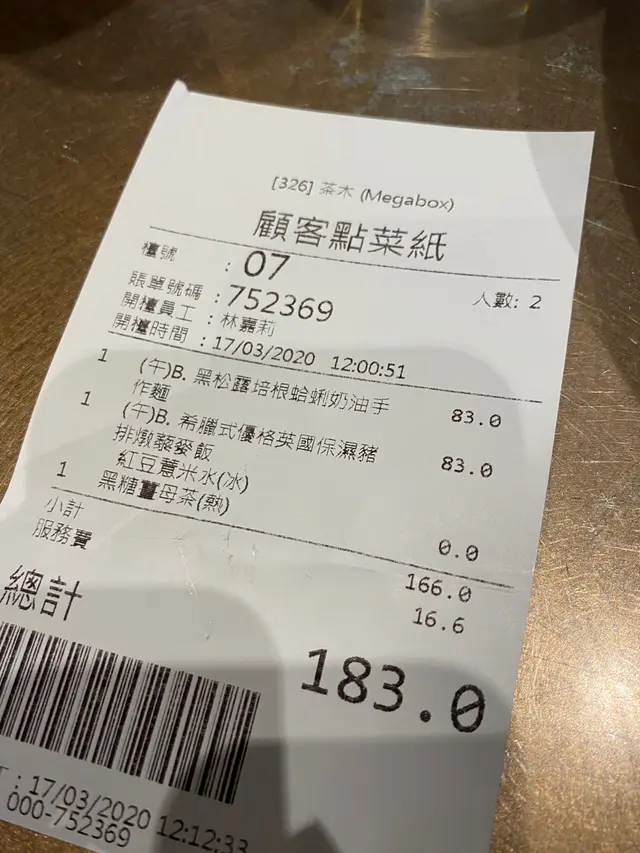 [326] 茶木 (Megabox)
顧客點菜紙
檯號 : 07 人數: 2
賬單號碼 : 752369
開檯員工 : 林嘉莉
開檯時間 : 17/03/2020 12:00:51
1 (午)B. 黑松露培根蛤蜊奶油手 83.0
作麵
1 (午)B. 希臘式優格英國保濕豬 83.0
排燉藜麥飯
紅豆薏米水(冰)
1 黑糖薑母茶(熱) 0.0
小計 166.0
服務費 16.6
總計 183.0
: 17/03/2020 12:12:33
000-752369